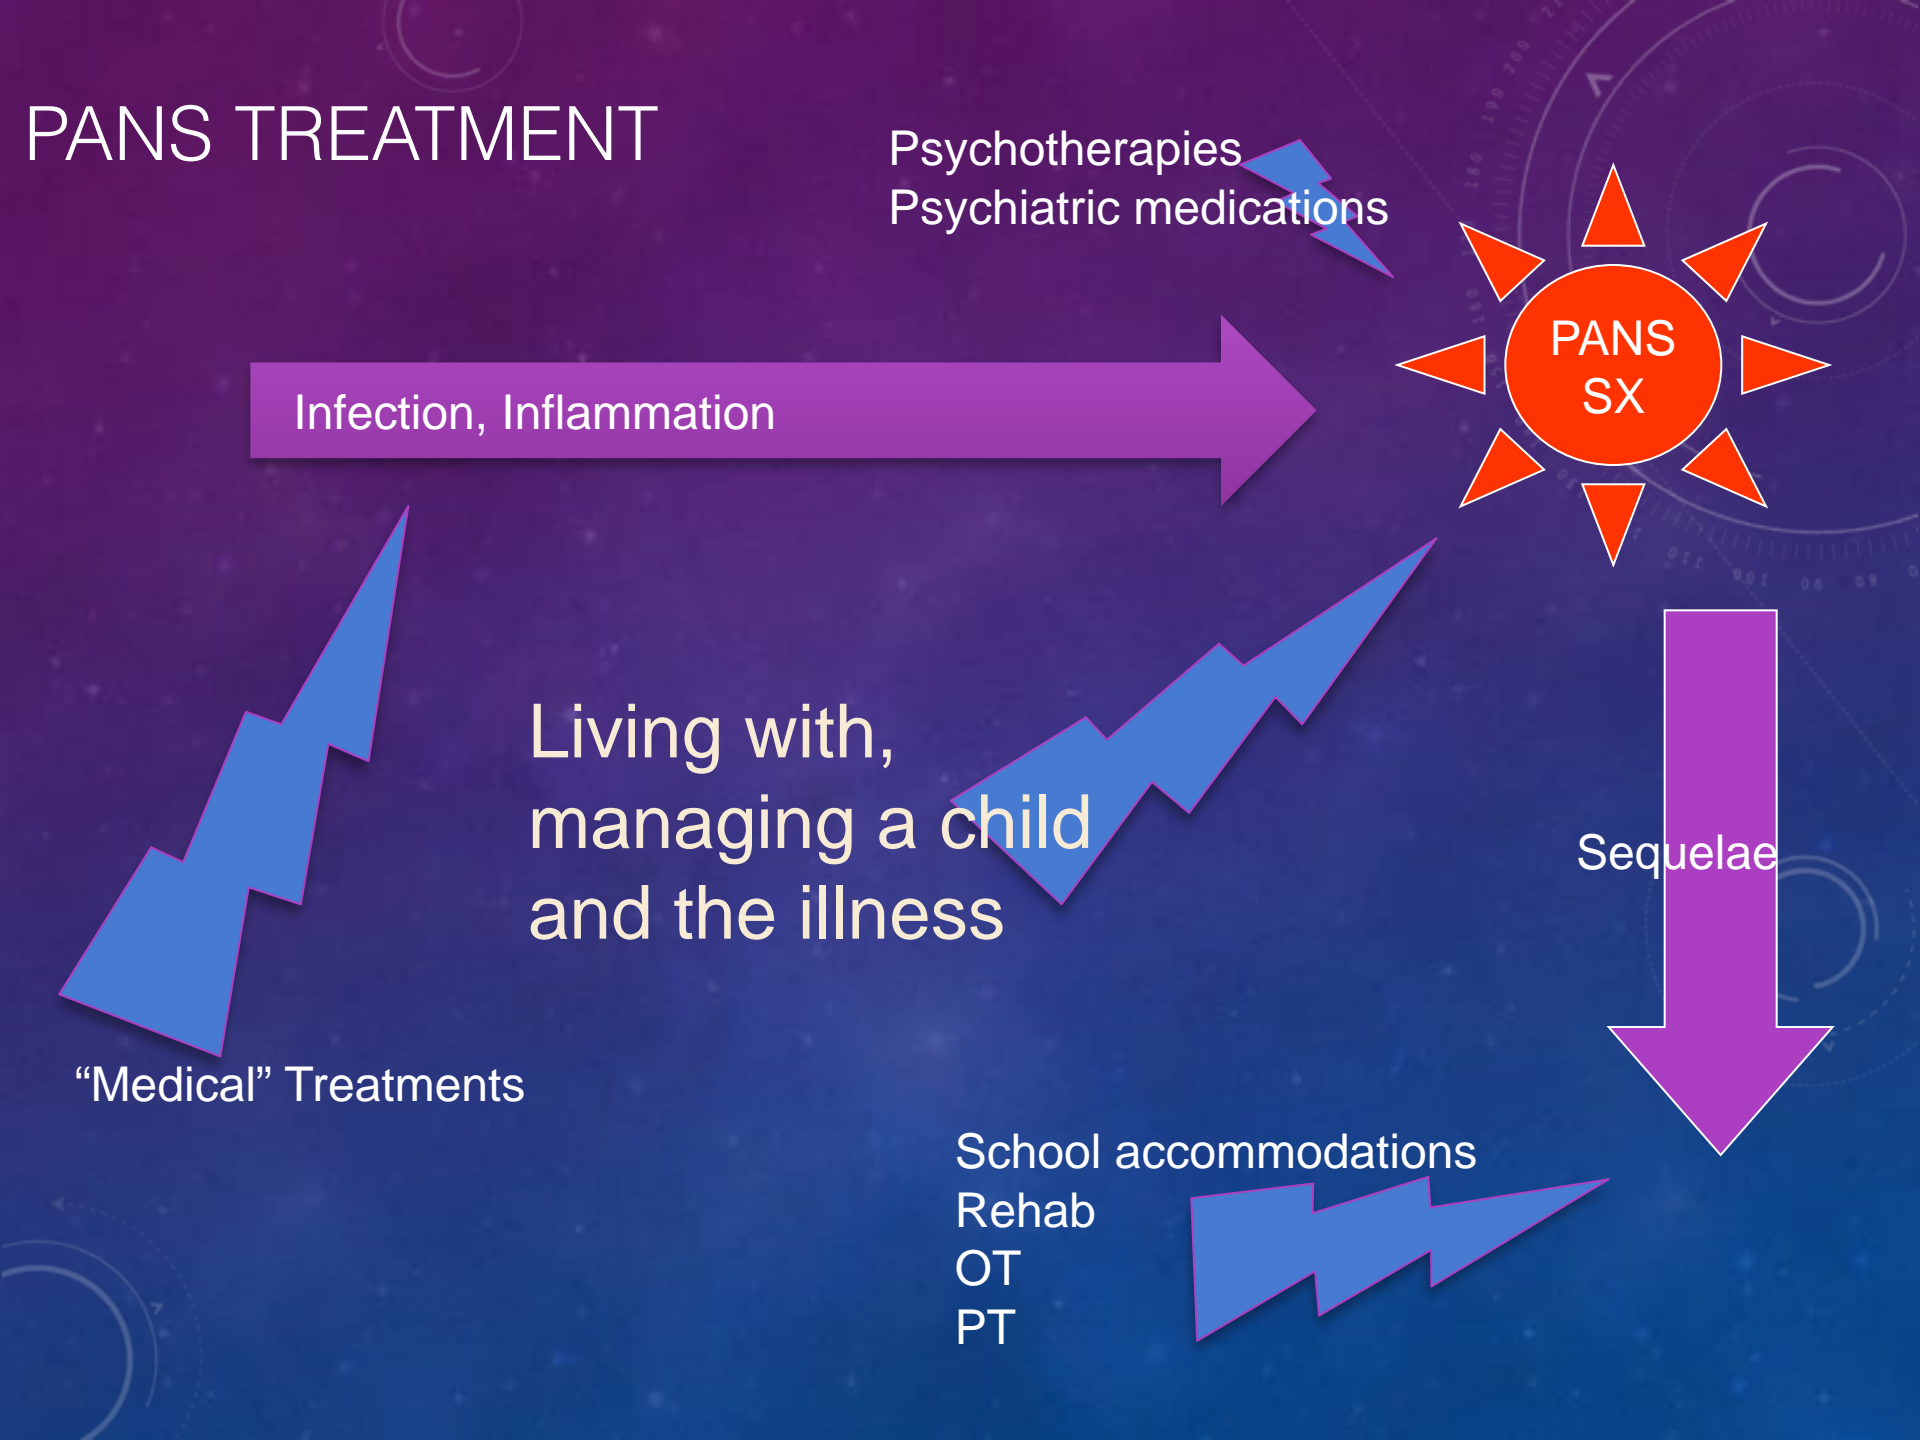 PANS TREATMENT
Psychotherapies
Psychiatric medications
PANS
SX
Infection, Inflammation
Living with,
managing a child
and the illness
Sequelae
“Medical” Treatments
School accommodations
Rehab
OT
PT